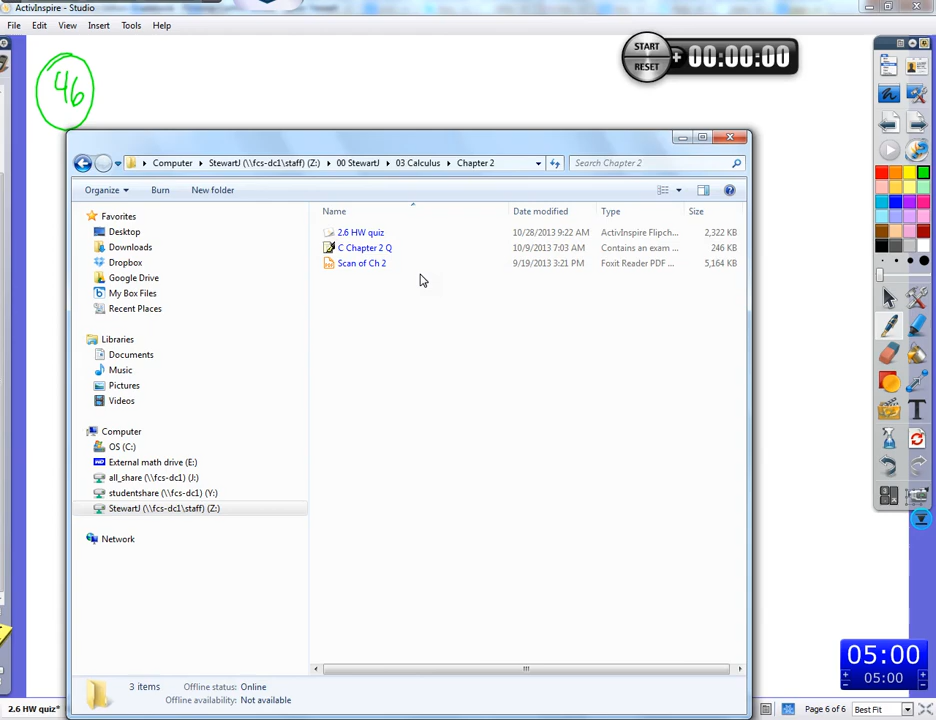 ActivInspire - Studio
File Edit View Insert Tools Help
START
RESET
00:00:00
46
Computer StewartJ (\\fcs-dc1\staff) (Z:) 00 StewartJ 03 Calculus Chapter 2
Search Chapter 2
Organize Burn New folder
Favorites
Desktop
Downloads
Dropbox
Google Drive
My Box Files
Recent Places
Libraries
Documents
Music
Pictures
Videos
Computer
OS (C:)
External math drive (E:)
all_share (\\fcs-dc1) (J:)
studentshare (\\fcs-dc1) (Y:)
StewartJ (\\fcs-dc1\staff) (Z:)
Network
Name Date modified Type Size
2.6 HW quiz 10/28/2013 9:22 AM ActivInspire Flipch... 2,322 KB
C Chapter 2 Q 10/9/2013 7:03 AM Contains an exam ... 246 KB
Scan of Ch 2 9/19/2013 3:21 PM Foxit Reader PDF ... 5,164 KB
3 items Offline status: Online
Offline availability: Not available
05:00
05:00
2.6 HW quiz*
Page 6 of 6 Best Fit